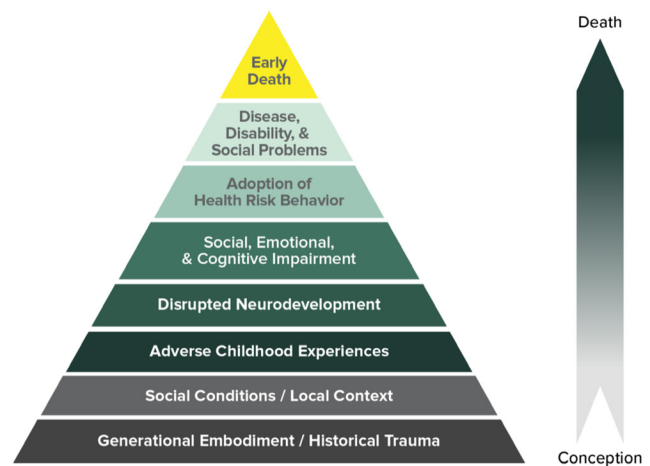 Death
Early
Death
Disease,
Disability, &
Social Problems
Adoption of
Health Risk Behavior
Social, Emotional,
& Cognitive Impairment
Disrupted Neurodevelopment
Adverse Childhood Experiences
Social Conditions / Local Context
Generational Embodiment / Historical Trauma
Conception